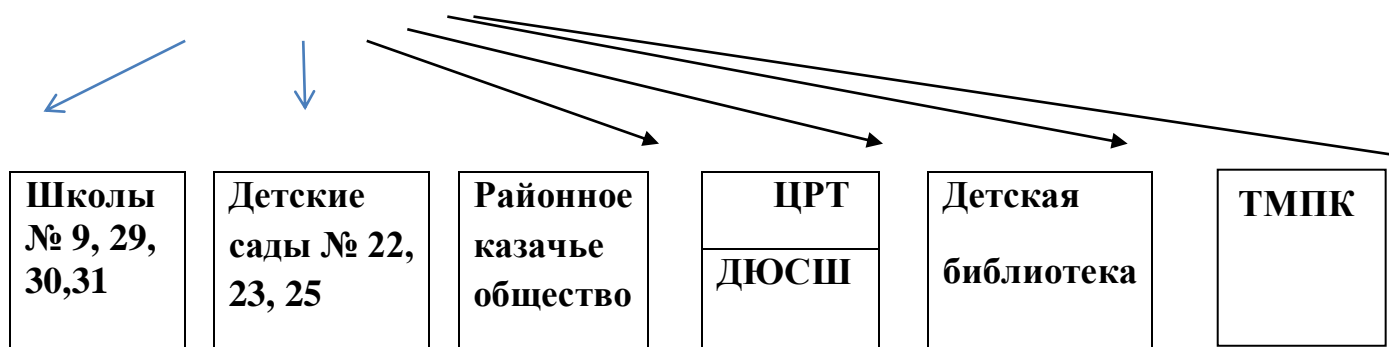 Школы
№ 9, 29,
30,31
Детские
сады № 22,
23, 25
Районное
казачье
общество
ЦРТ
ДЮСШ
Детская
библиотека
ТМПК